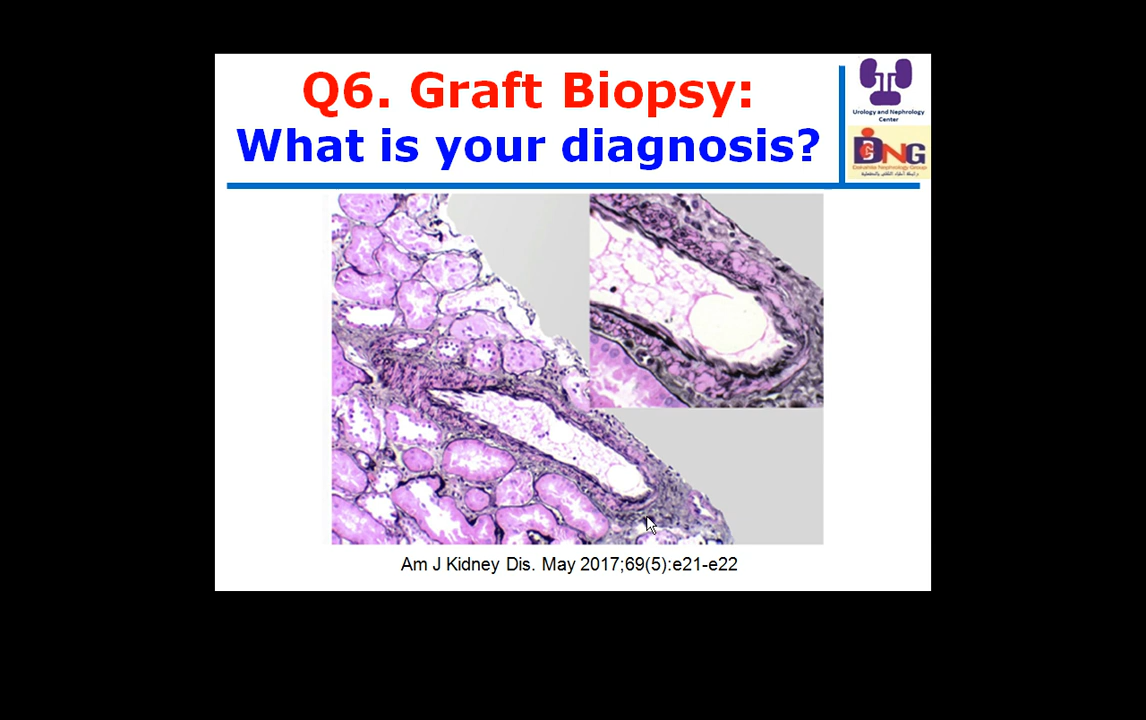 Q6. Graft Biopsy:
What is your diagnosis?
Urology and Nephrology
Center
DNG
Am J Kidney Dis. May 2017;69(5):e21-e22